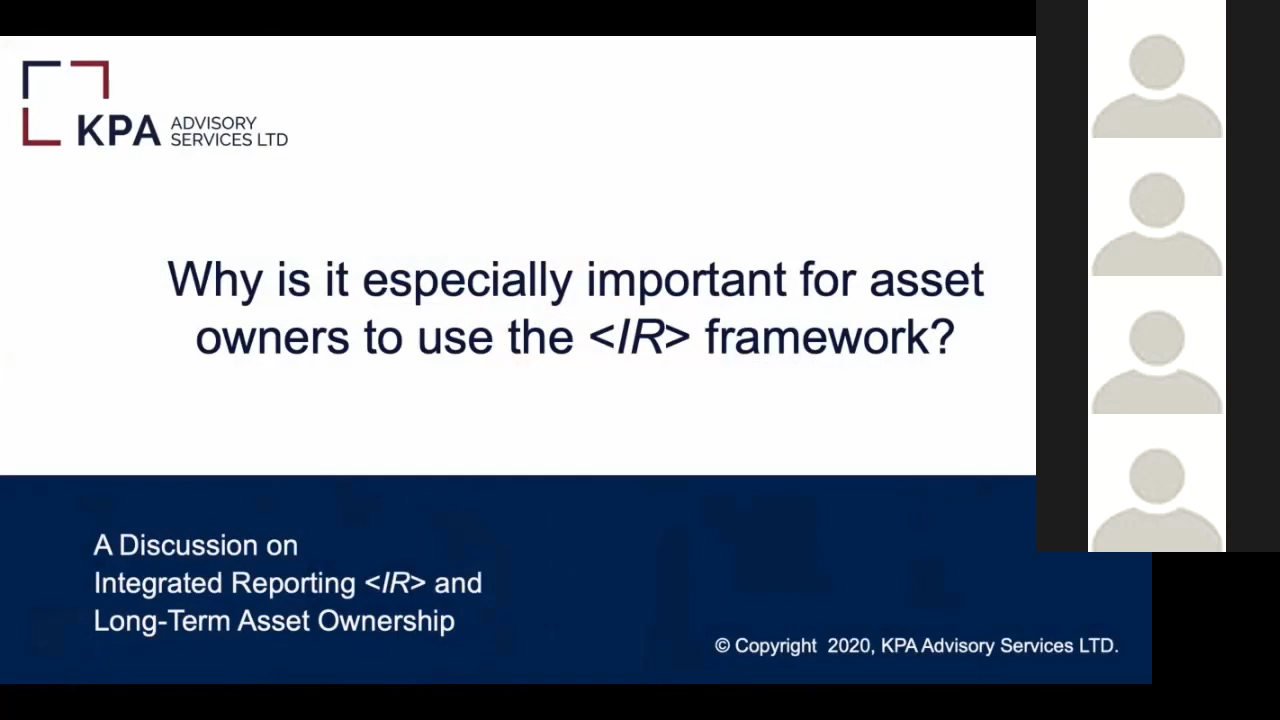 KPA ADVISORY
SERVICES LTD
Why is it especially important for asset
owners to use the <IR> framework?
A Discussion on
Integrated Reporting <IR> and
Long-Term Asset Ownership
© Copyright 2020, KPA Advisory Services LTD.